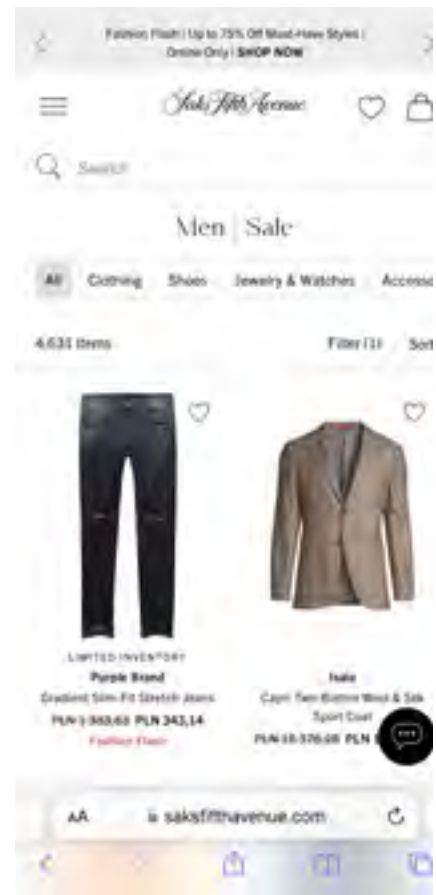 Fashion Flash | Up to 75% Off Must-Have Styles |
Online Only | SHOP NOW
Saks Fifth Avenue
Search
Men | Sale
All Clothing Shoes Jewelry & Watches Accesso
4,631 Items Filter (1) Sort
LIMITED INVENTORY
Purple Brand
Gradient Slim-Fit Stretch Jeans
PLN 343,14
Fashion Flash
Isaia
Capri Two-Button Wool & Silk
Sport Coat
PLN
AA saksfifthavenue.com